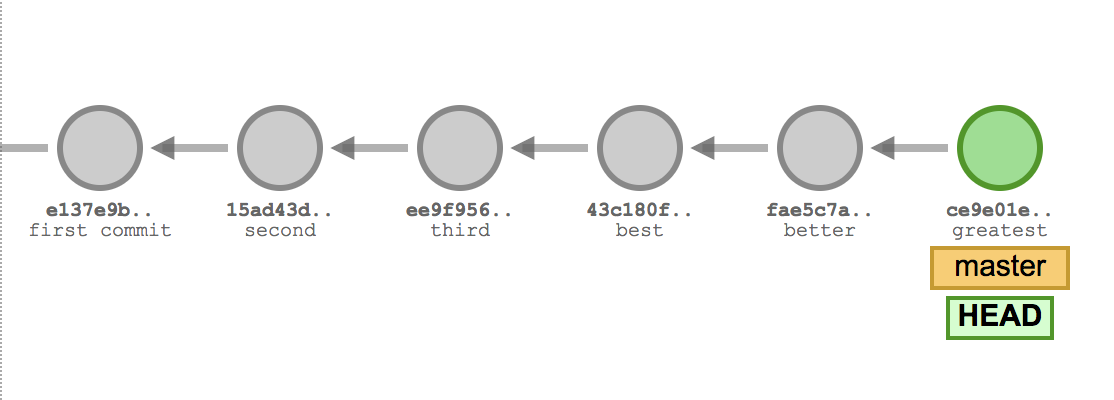 e137e9b..
first commit
15ad43d..
second
ee9f956..
third
43c180f..
best
fae5c7a..
better
ce9e01e..
greatest
master
HEAD